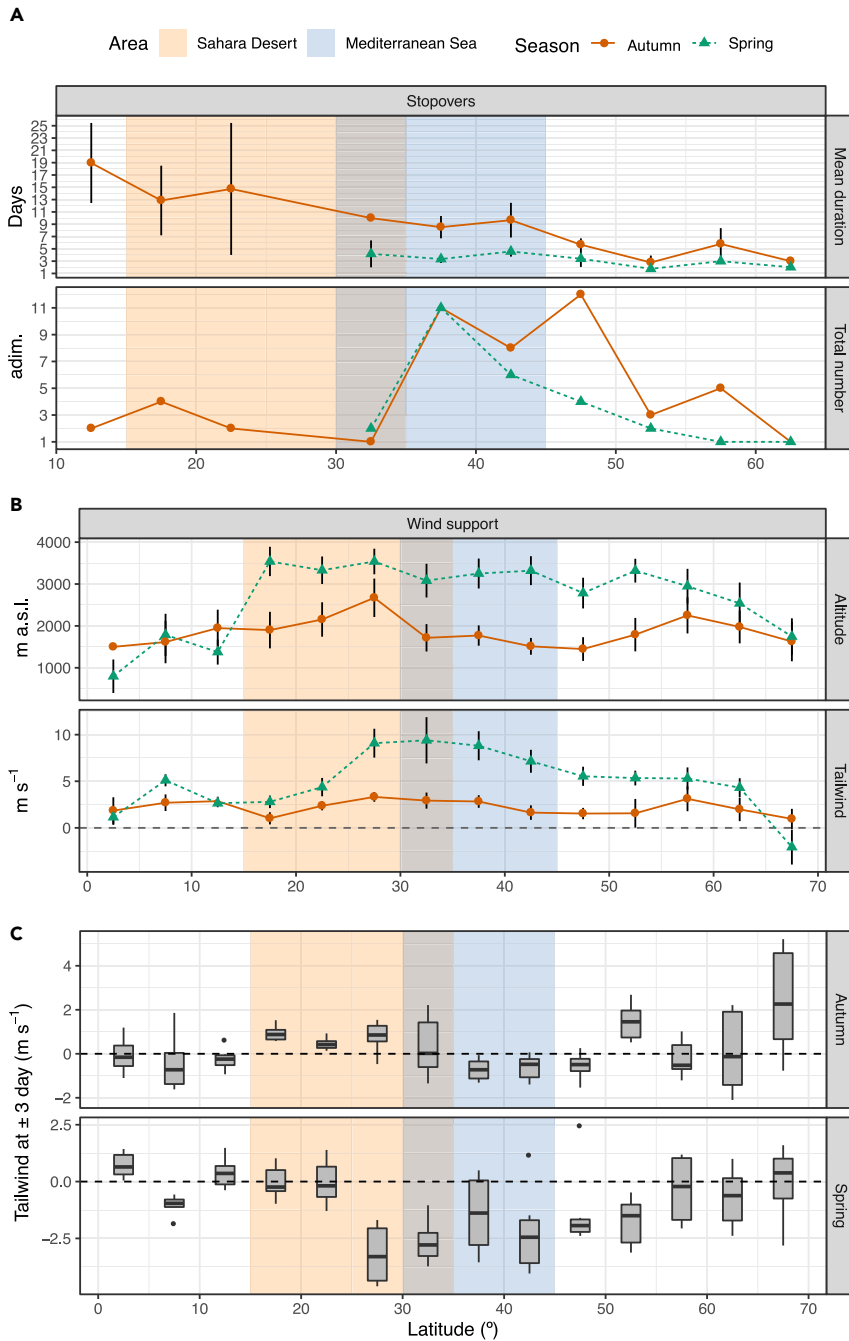 A
Area Sahara Desert Mediterranean Sea Season Autumn Spring
Stopovers
25
23
21
19
17
15
13
11
9
7
5
3
1
Days
Mean duration
11
9
7
5
3
1
adim.
Total number
10 20 30 40 50 60
B
Wind support
4000
3000
2000
1000
m a.s.l.
Altitude
10
5
0
m s⁻¹
Tailwind
0 10 20 30 40 50 60 70
C
4
2
0
−2
Autumn
Tailwind at ± 3 day (m s⁻¹)
2.5
0.0
−2.5
Spring
0 10 20 30 40 50 60 70
Latitude (º)